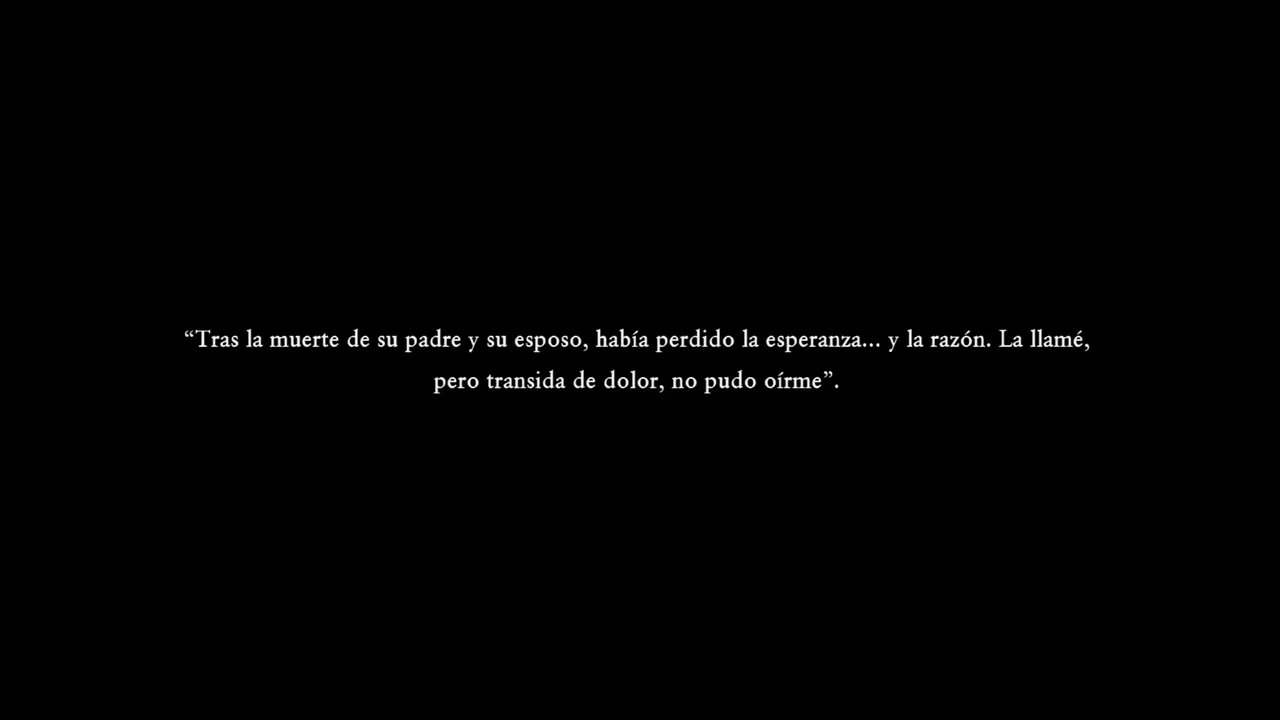 “Tras la muerte de su padre y su esposo, había perdido la esperanza... y la razón. La llamé,
pero transida de dolor, no pudo oírme”.